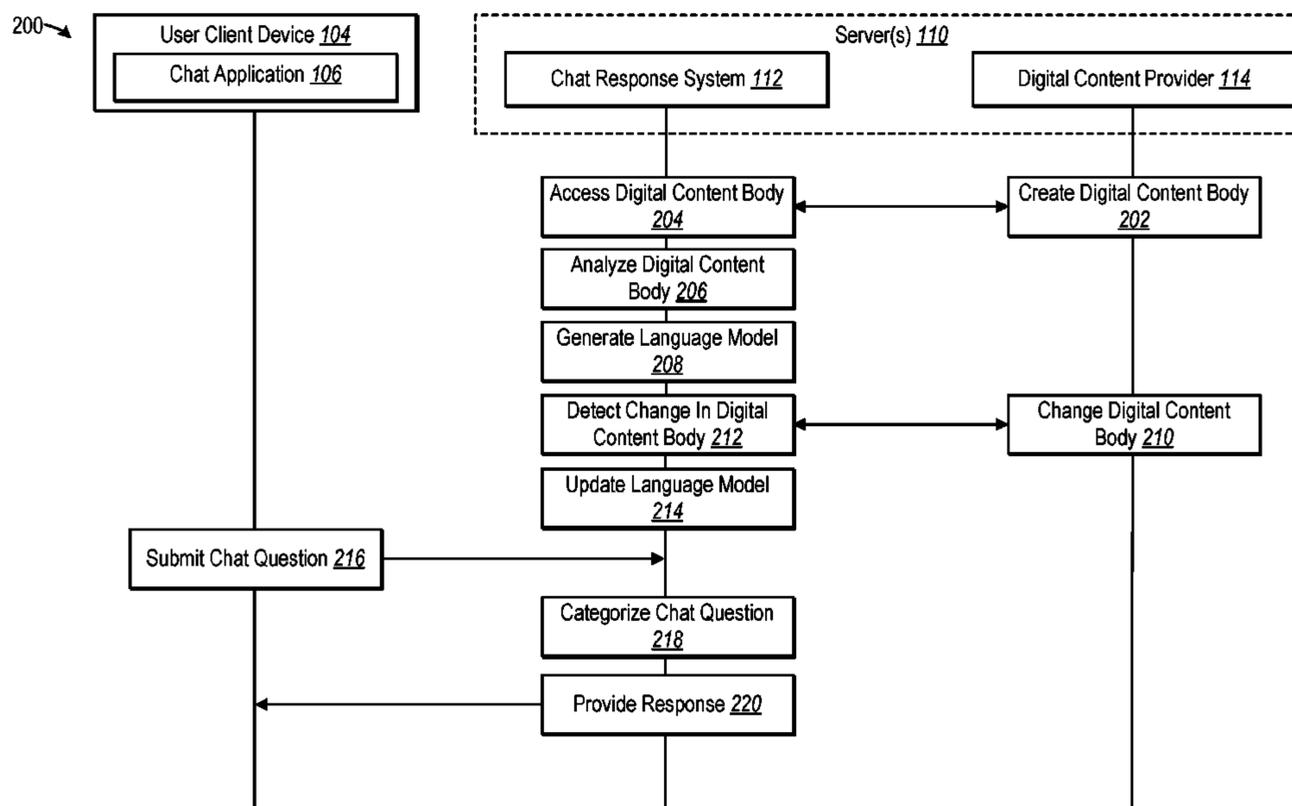 200
User Client Device 104
Chat Application 106
Server(s) 110
Chat Response System 112
Digital Content Provider 114
Access Digital Content Body
204
Create Digital Content Body
202
Analyze Digital Content
Body 206
Generate Language Model
208
Detect Change In Digital
Content Body 212
Change Digital Content
Body 210
Update Language Model
214
Submit Chat Question 216
Categorize Chat Question
218
Provide Response 220